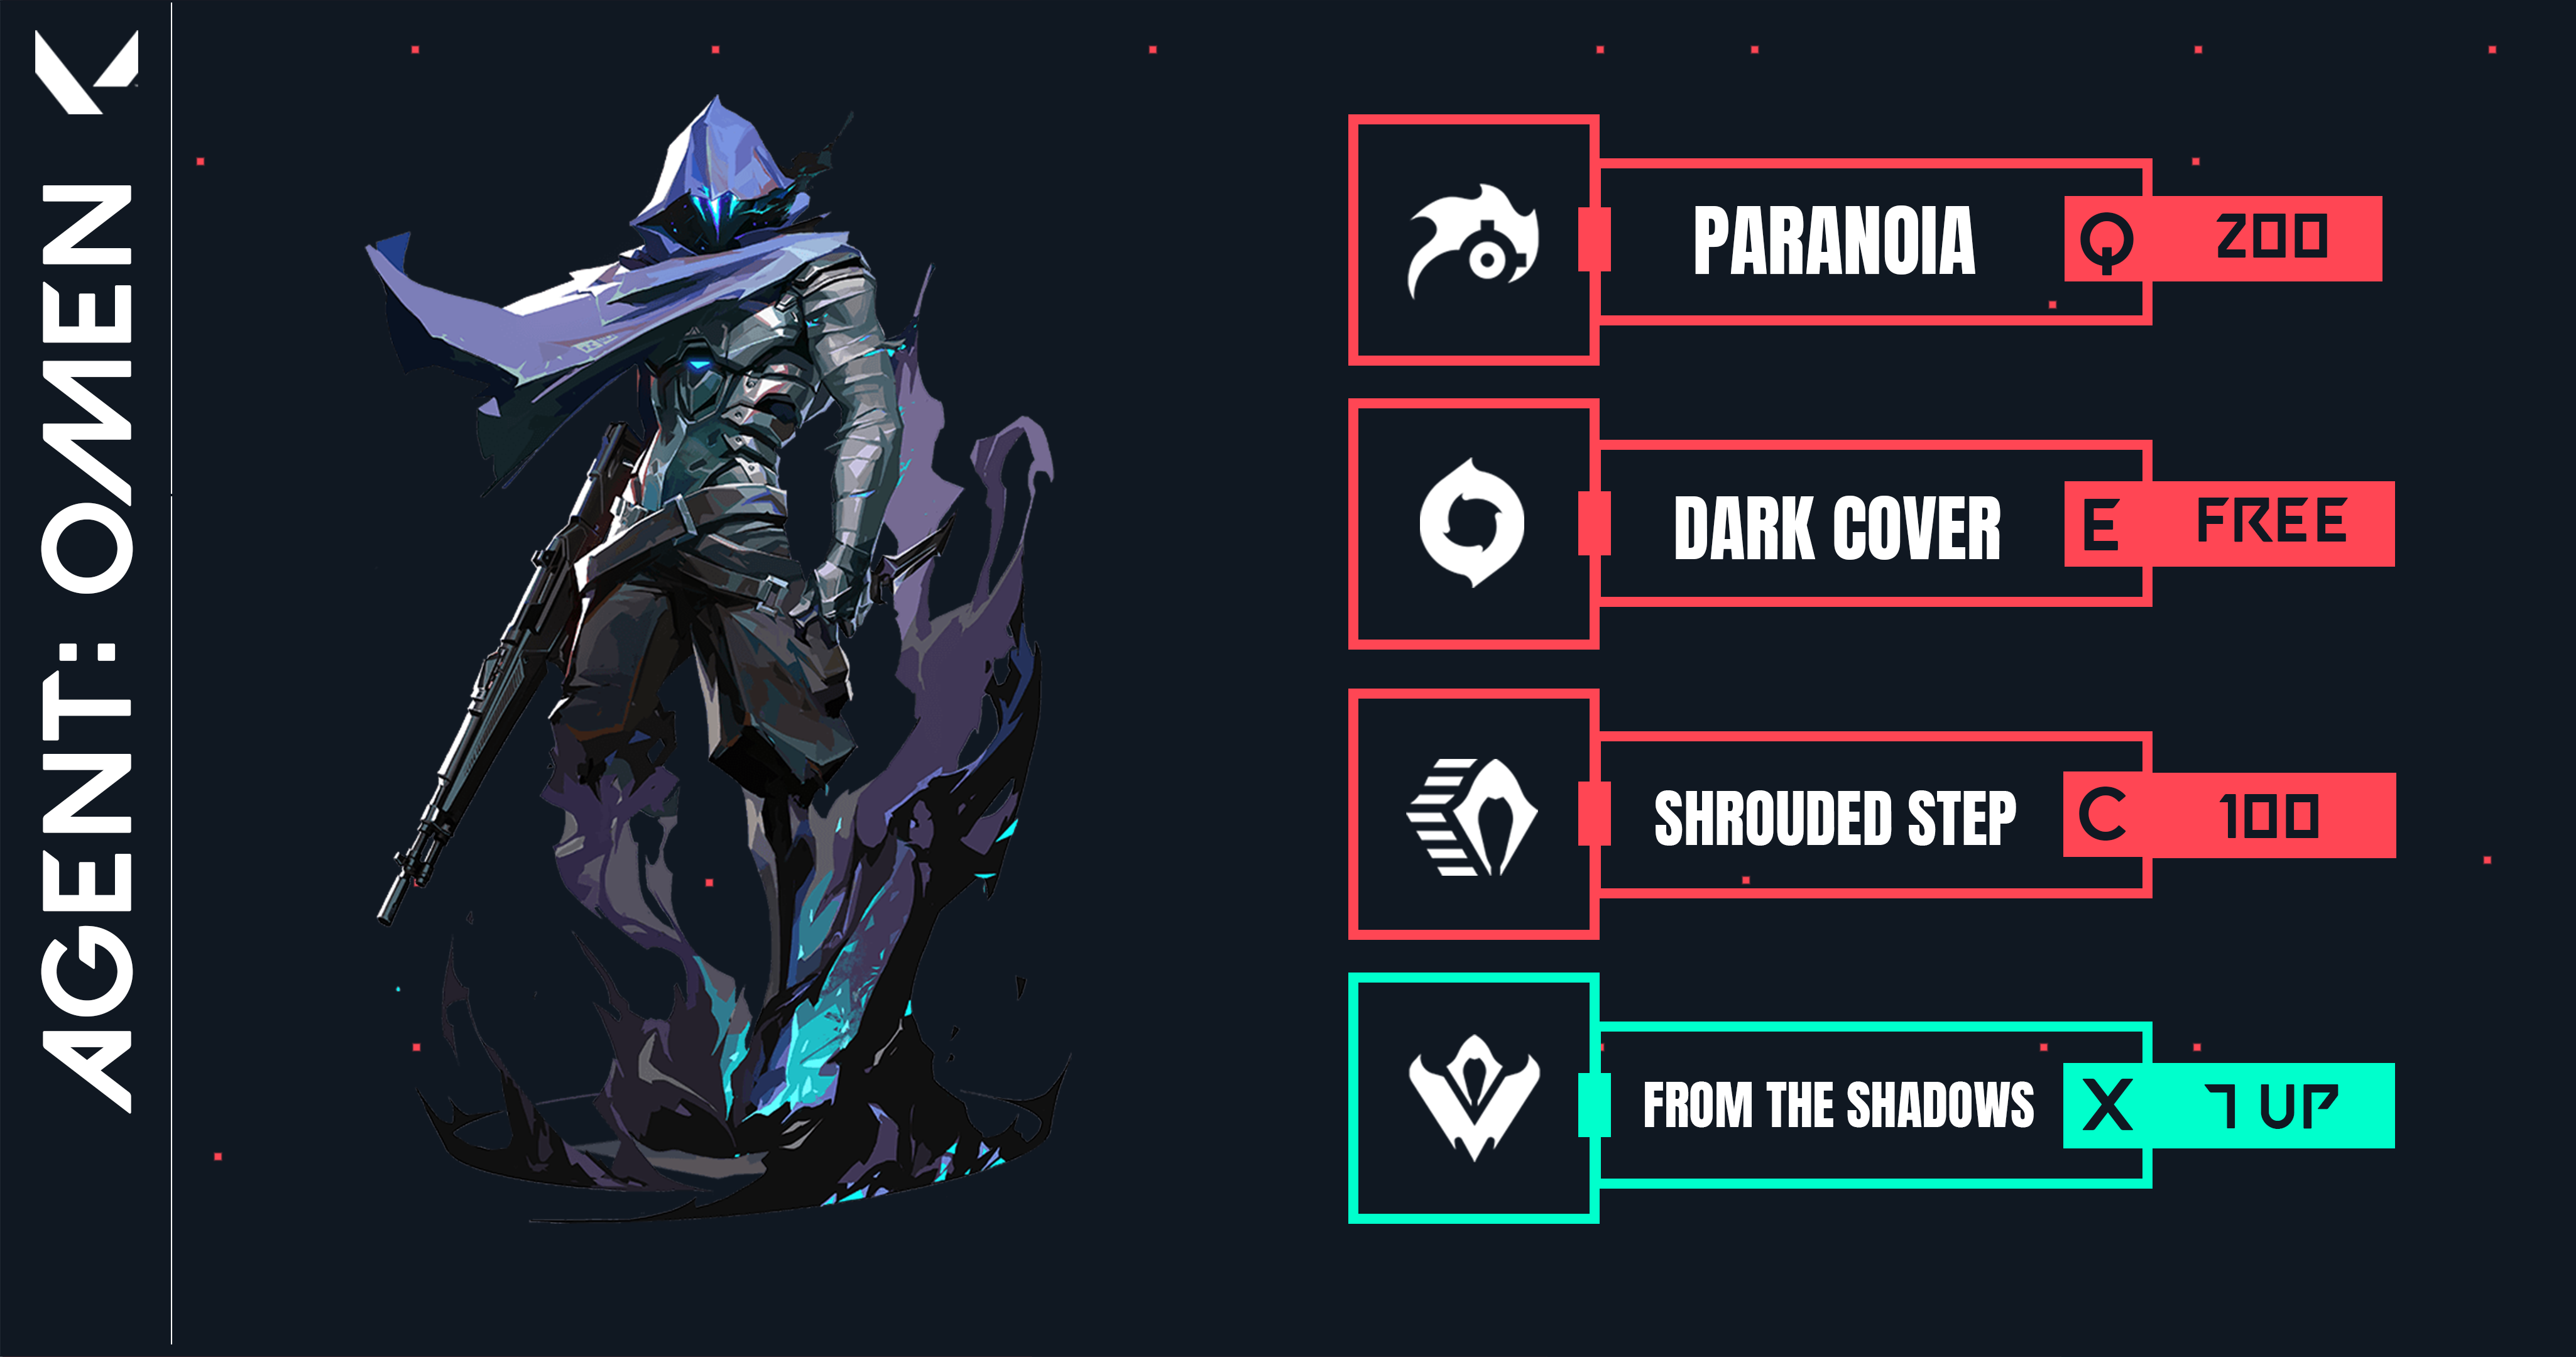 AGENT: OMEN
PARANOIA
Q 200
DARK COVER
E FREE
SHROUDED STEP
C 100
FROM THE SHADOWS
X 7 UP